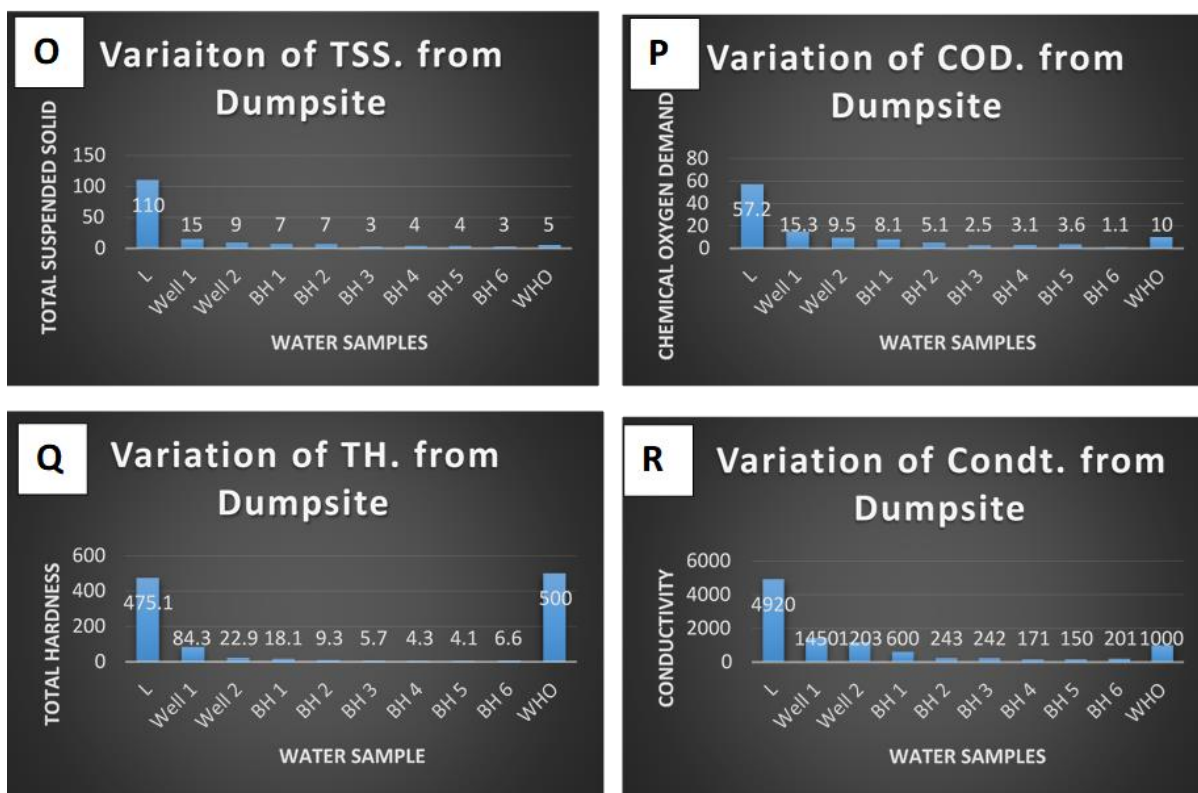 O
Variaiton of TSS. from
Dumpsite
TOTAL SUSPENDED SOLID
150
100
50
0
110 15 9 7 7 3 4 4 3 5
L Well 1 Well 2 BH 1 BH 2 BH 3 BH 4 BH 5 BH 6 WHO
WATER SAMPLES
P
Variation of COD. from
Dumpsite
CHEMICAL OXYGEN DEMAND
80
60
40
20
0
57.2 15.3 9.5 8.1 5.1 2.5 3.1 3.6 1.1 10
L Well 1 Well 2 BH 1 BH 2 BH 3 BH 4 BH 5 BH 6 WHO
WATER SAMPLES
Q
Variation of TH. from
Dumpsite
TOTAL HARDNESS
600
400
200
0
475.1 84.3 22.9 18.1 9.3 5.7 4.3 4.1 6.6 500
L Well 1 Well 2 BH 1 BH 2 BH 3 BH 4 BH 5 BH 6 WHO
WATER SAMPLE
R
Variation of Condt. from
Dumpsite
CONDUCTIVITY
6000
4000
2000
0
4920 1450 1203 600 243 242 171 150 201 1000
L Well 1 Well 2 BH 1 BH 2 BH 3 BH 4 BH 5 BH 6 WHO
WATER SAMPLES